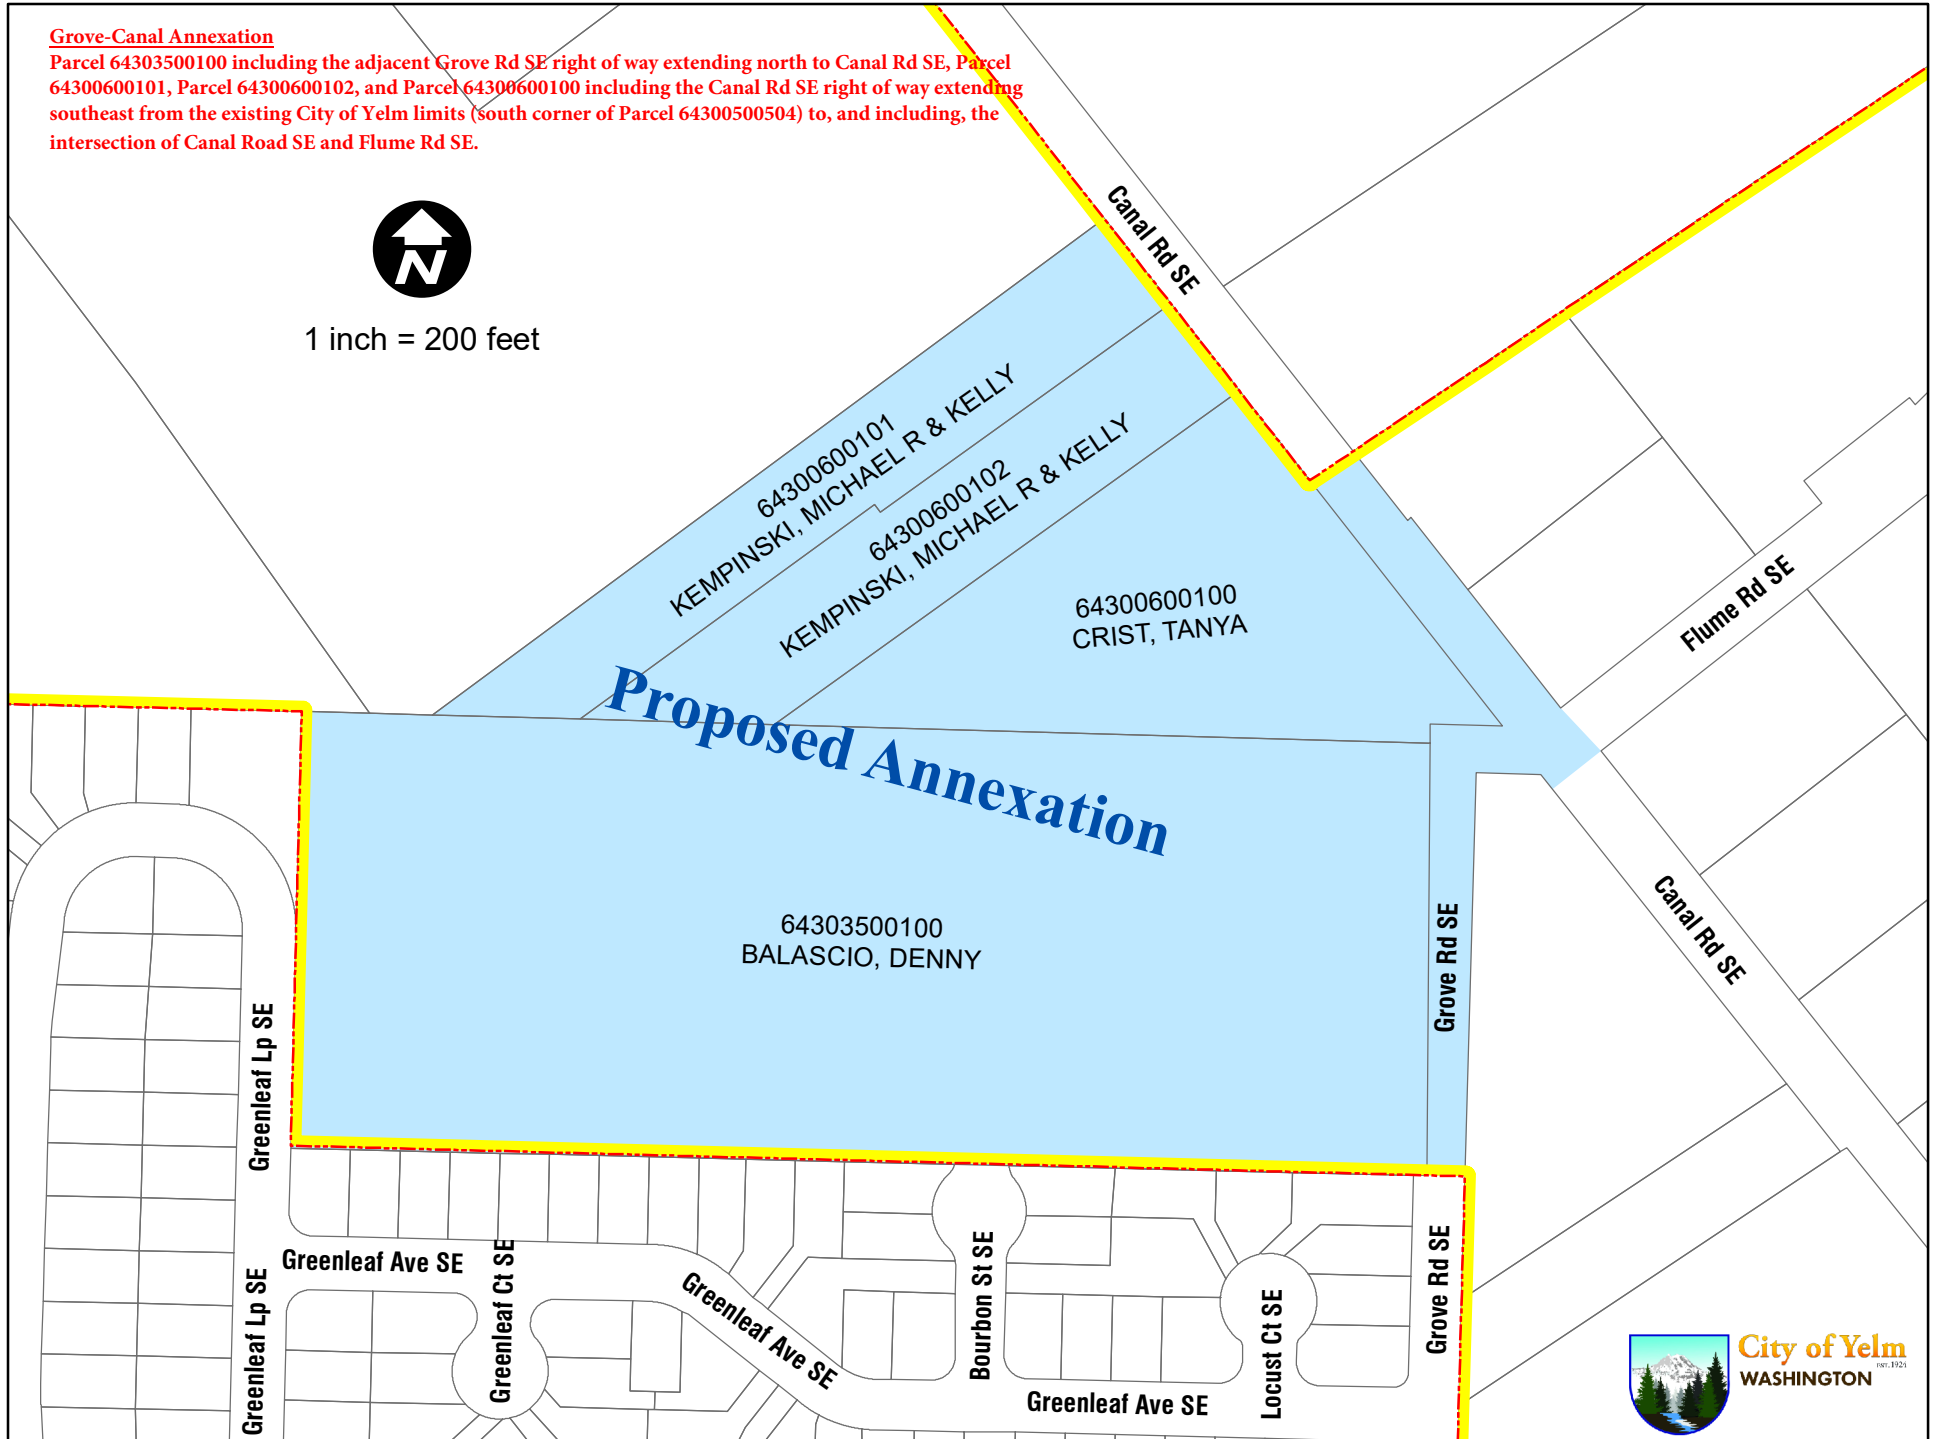 Grove-Canal Annexation
Parcel 64303500100 including the adjacent Grove Rd SE right of way extending north to Canal Rd SE, Parcel
64300600101, Parcel 64300600102, and Parcel 64300600100 including the Canal Rd SE right of way extending
southeast from the existing City of Yelm limits (south corner of Parcel 64300500504) to, and including, the
intersection of Canal Road SE and Flume Rd SE.
N
1 inch = 200 feet
Canal Rd SE
64300600101
KEMPINSKI, MICHAEL R & KELLY
64300600102
KEMPINSKI, MICHAEL R & KELLY
64300600100
CRIST, TANYA
Flume Rd SE
Proposed Annexation
64303500100
BALASCIO, DENNY
Grove Rd SE
Canal Rd SE
Greenleaf Lp SE
Greenleaf Ave SE
Greenleaf Ct SE
Greenleaf Lp SE
Greenleaf Ave SE
Bourbon St SE
Locust Ct SE
Grove Rd SE
Greenleaf Ave SE
City of Yelm
EST. 1924
WASHINGTON